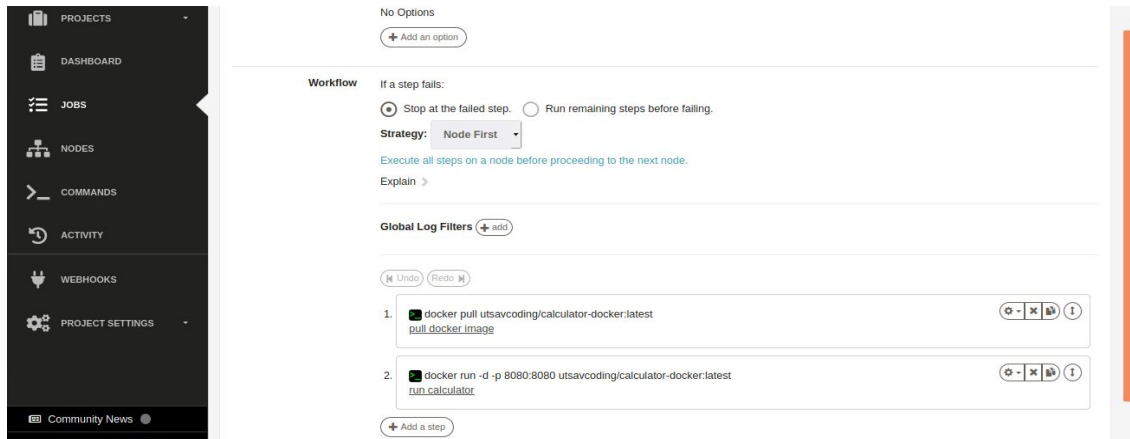 PROJECTS
DASHBOARD
JOBS
NODES
COMMANDS
ACTIVITY
WEBHOOKS
PROJECT SETTINGS
Community News
No Options
Add an option
Workflow
If a step fails:
Stop at the failed step. Run remaining steps before failing.
Strategy: Node First
Execute all steps on a node before proceeding to the next node.
Explain
Global Log Filters add
Undo Redo
1. docker pull utsavcoding/calculator-docker:latest
pull docker image
2. docker run -d -p 8080:8080 utsavcoding/calculator-docker:latest
run calculator
Add a step